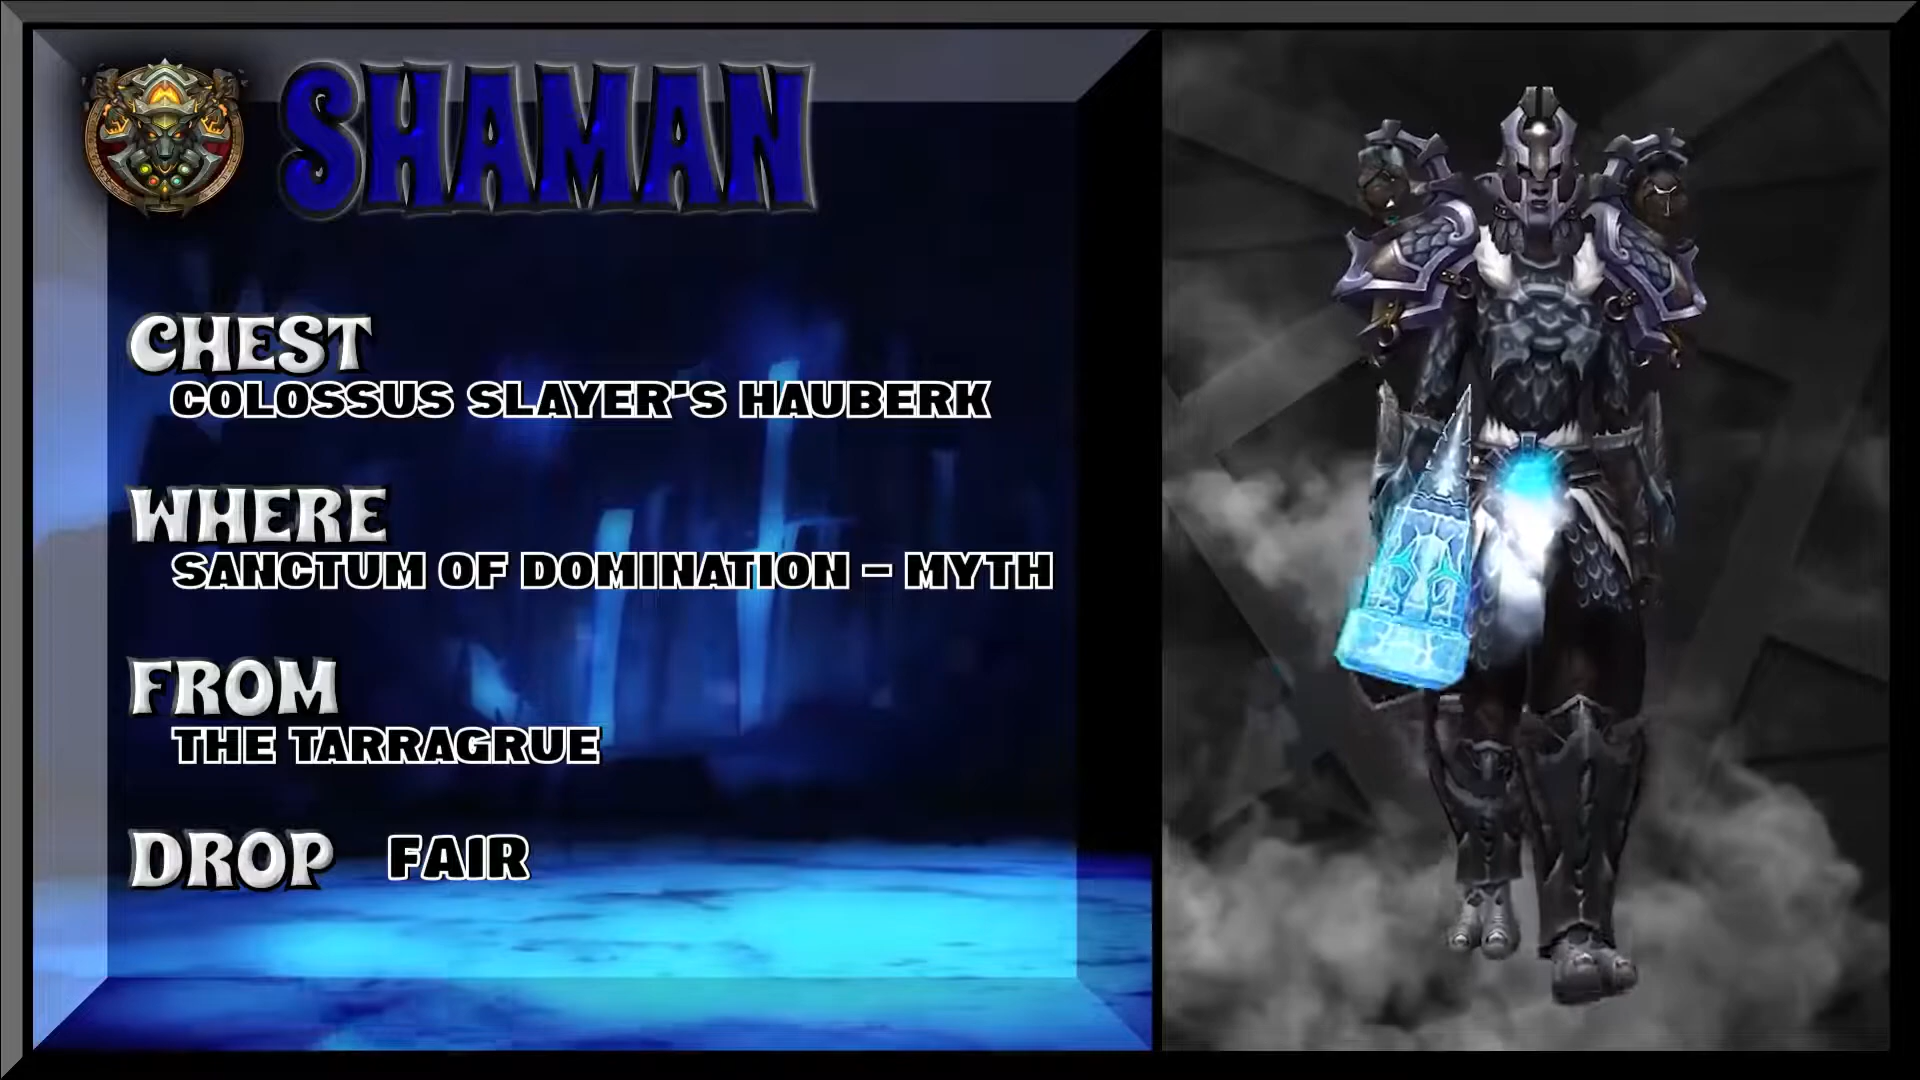 SHAMAN
CHEST
COLOSSUS SLAYER'S HAUBERK
WHERE
SANCTUM OF DOMINATION - MYTH
FROM
THE TARRAGRUE
DROP FAIR